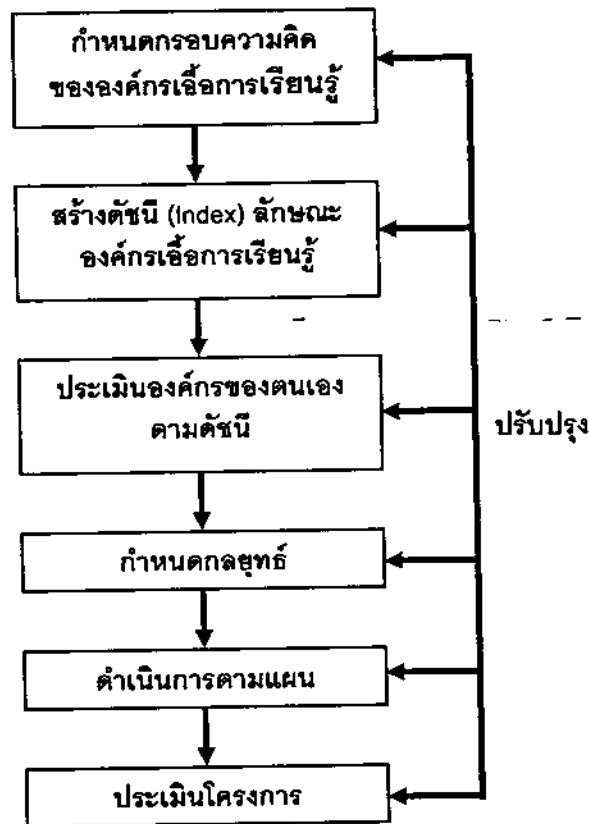 กำหนดกรอบความคิด
ขององค์กรเอื้อการเรียนรู้
สร้างดัชนี (Index) ลักษณะ
องค์กรเอื้อการเรียนรู้
ประเมินองค์กรของตนเอง
ตามดัชนี
ปรับปรุง
กำหนดกลยุทธ์
ดำเนินการตามแผน
ประเมินโครงการ